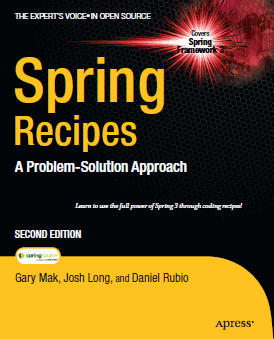 THE EXPERT'S VOICE® IN OPEN SOURCE
Covers
Spring
Framework 3
Spring
Recipes
A Problem-Solution Approach
Learn to use the full power of Spring 3 through coding recipes!
SECOND EDITION
springsource
Gary Mak, Josh Long, and Daniel Rubio
Apress®